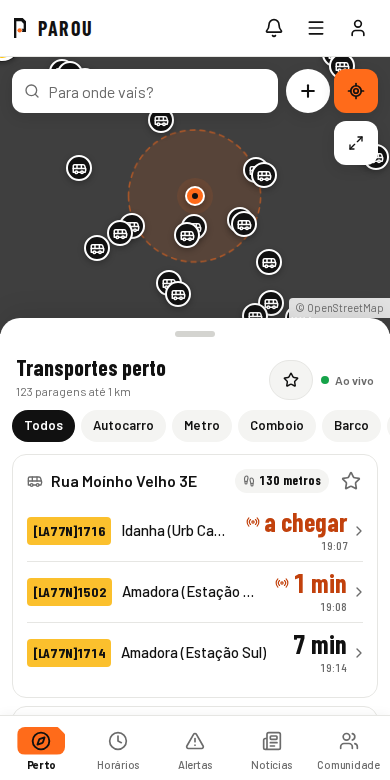 PAROU
Para onde vais?
© OpenStreetMap
Transportes perto
123 paragens até 1 km
Ao vivo
Todos
Autocarro
Metro
Comboio
Barco
Rua Moinho Velho 3E
130 metros
[LA77N]1716
Idanha (Urb Ca...
a chegar
19:07
[LA77N]1502
Amadora (Estação ...
1 min
19:08
[LA77N]1714
Amadora (Estação Sul)
7 min
19:14
Perto
Horários
Alertas
Notícias
Comunidade